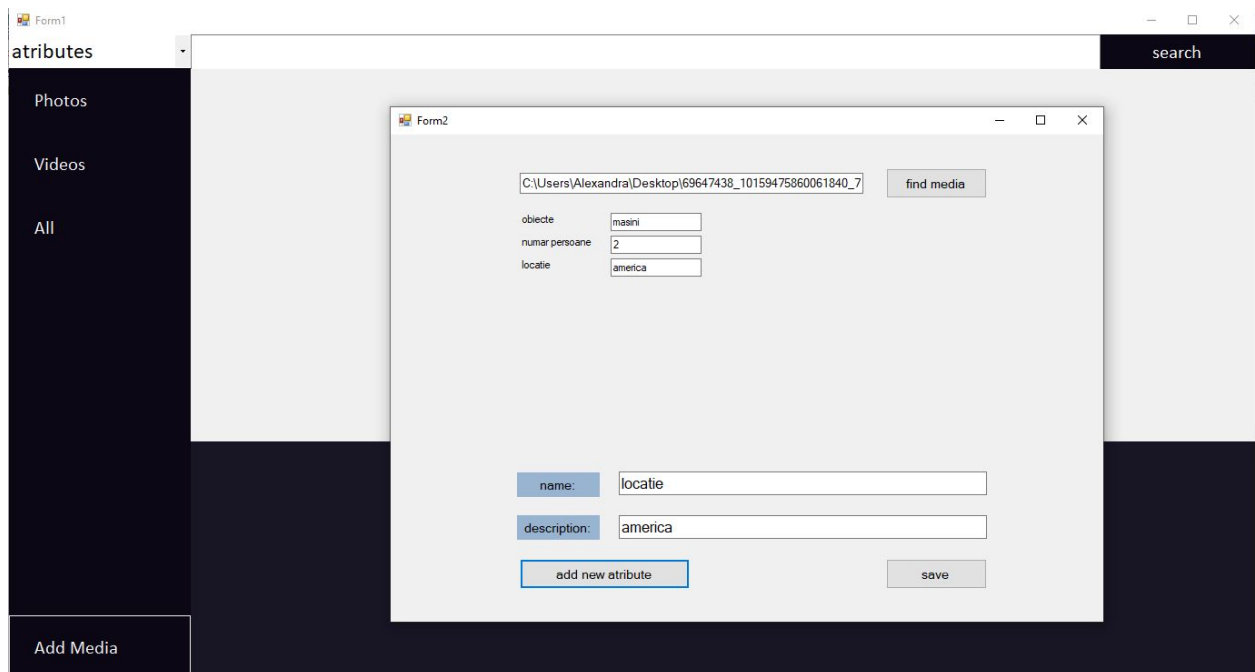 Form1
atributes
search
Photos
Videos
All
Add Media
Form2
C:\Users\Alexandra\Desktop\69647438_10159475860061840_7
find media
obiecte masini
numar persoane 2
locatie america
name: locatie
description: america
add new atribute
save